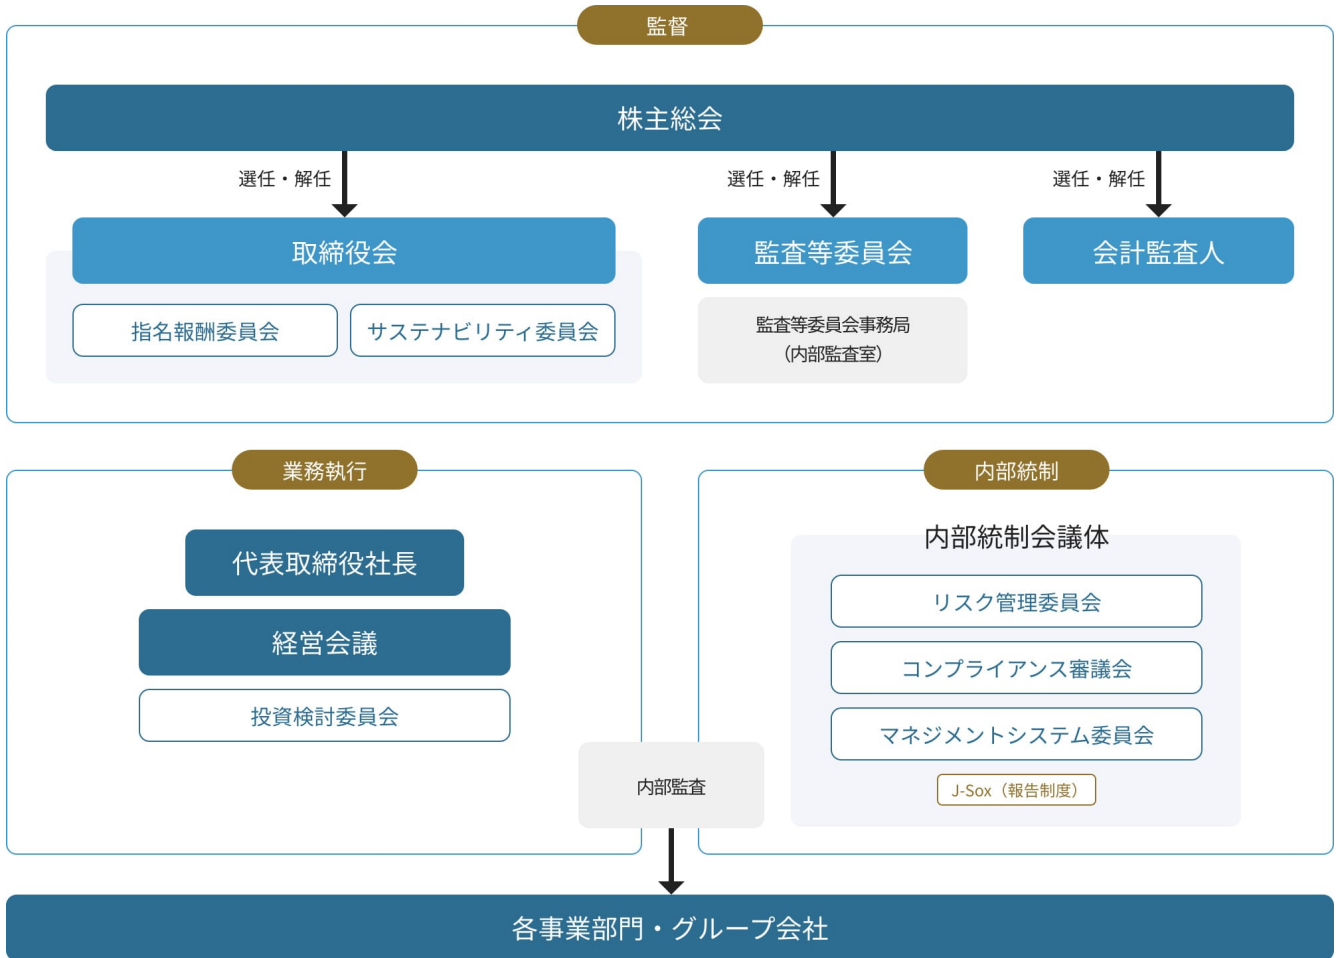 監督
株主総会
選任・解任
選任・解任
選任・解任
取締役会
監査等委員会
会計監査人
指名報酬委員会
サステナビリティ委員会
監査等委員会事務局
（内部監査室）
業務執行
内部統制
代表取締役社長
経営会議
投資検討委員会
内部統制会議体
リスク管理委員会
コンプライアンス審議会
マネジメントシステム委員会
J-Sox（報告制度）
内部監査
各事業部門・グループ会社